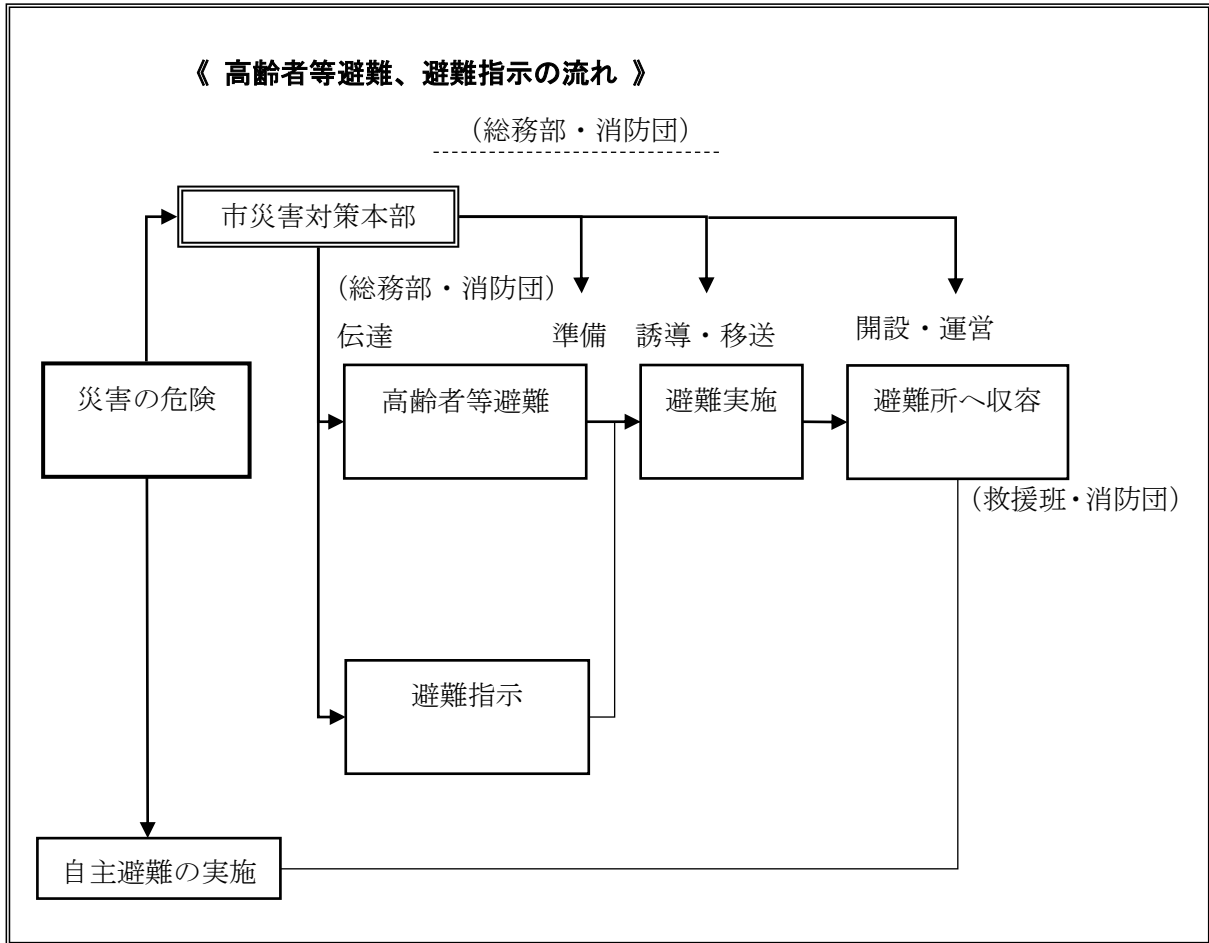 《 高齢者等避難、避難指示の流れ 》
（総務部・消防団）
市災害対策本部
（総務部・消防団）
伝達
準備
誘導・移送
開設・運営
災害の危険
高齢者等避難
避難実施
避難所へ収容
（救援班・消防団）
避難指示
自主避難の実施